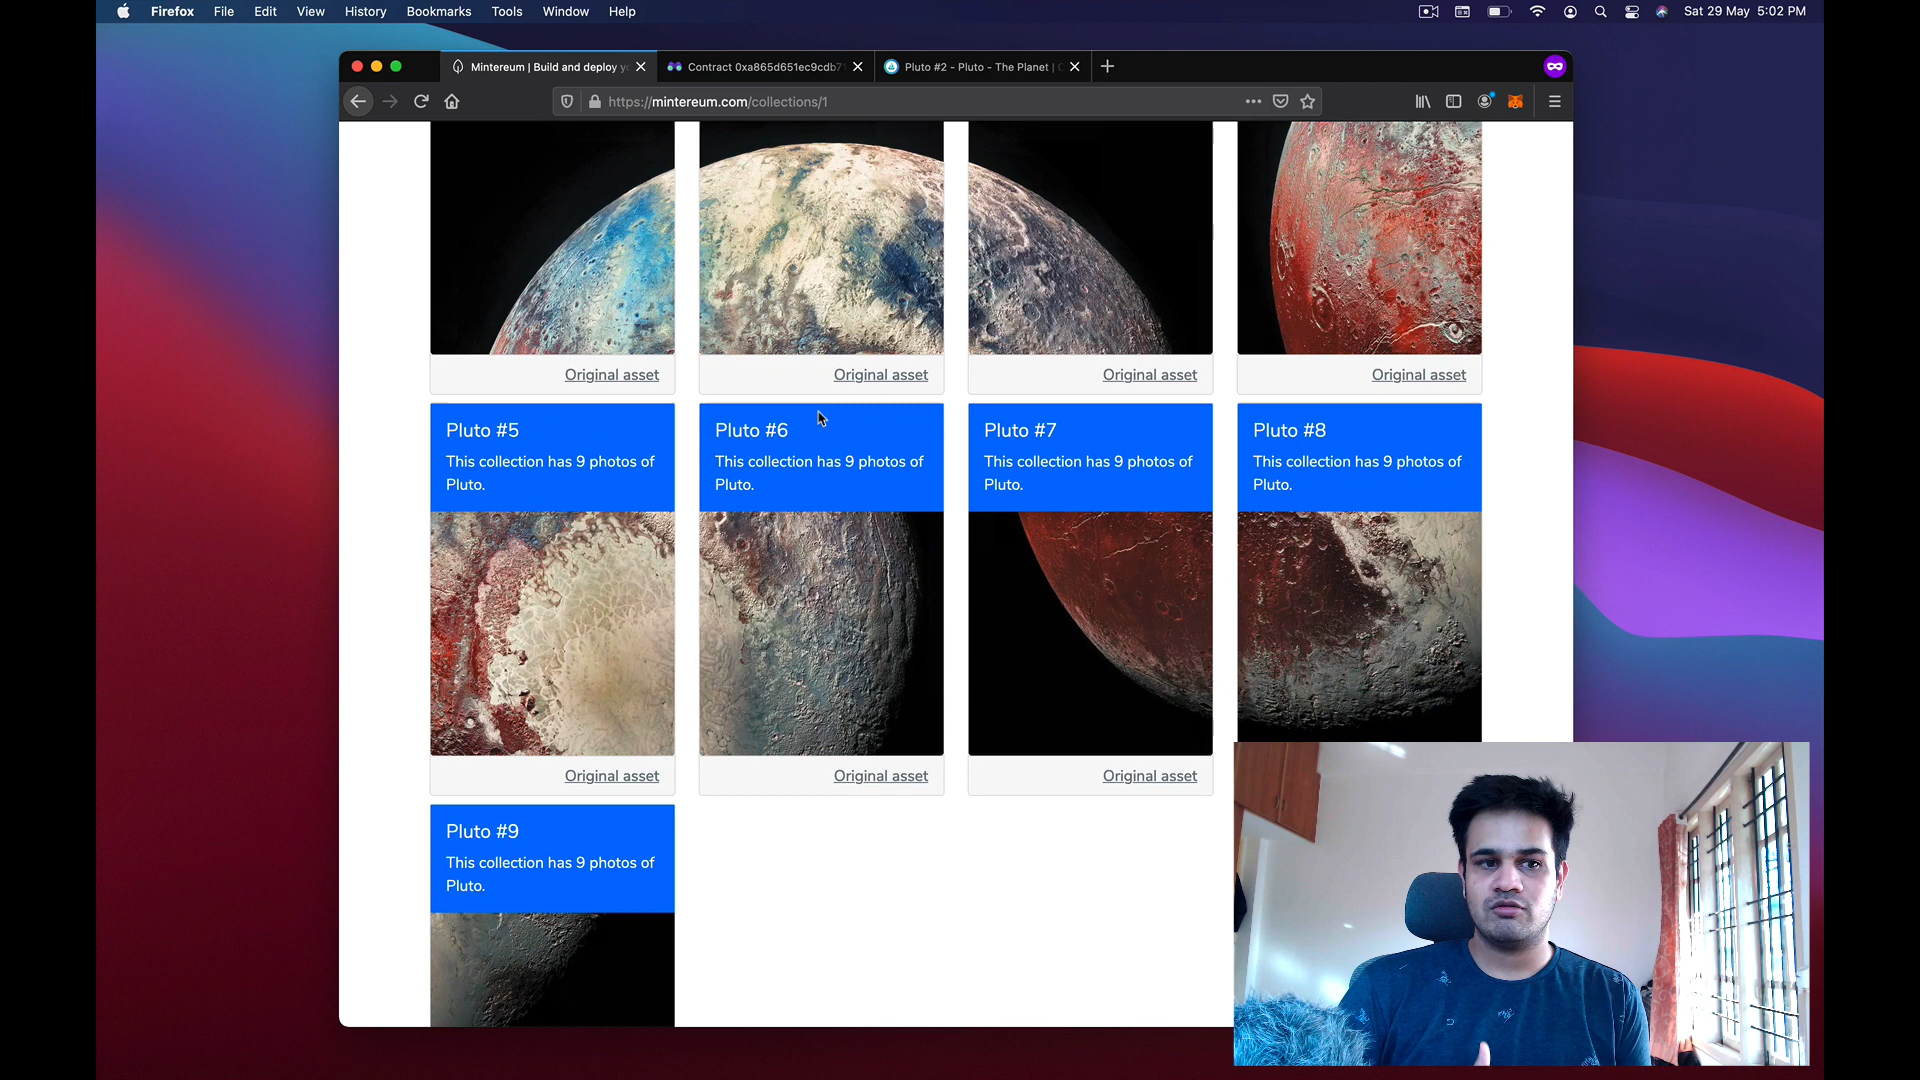 Firefox File Edit View History Bookmarks Tools Window Help Sat 29 May 5:02 PM
Mintereum | Build and deploy Contract 0xa865d651ec9cdb7 Pluto #2 - Pluto - The Planet |
https://mintereum.com/collections/1
Original asset Original asset Original asset Original asset
Pluto #5
This collection has 9 photos of
Pluto.
Pluto #6
This collection has 9 photos of
Pluto.
Pluto #7
This collection has 9 photos of
Pluto.
Pluto #8
This collection has 9 photos of
Pluto.
Original asset Original asset Original asset
Pluto #9
This collection has 9 photos of
Pluto.